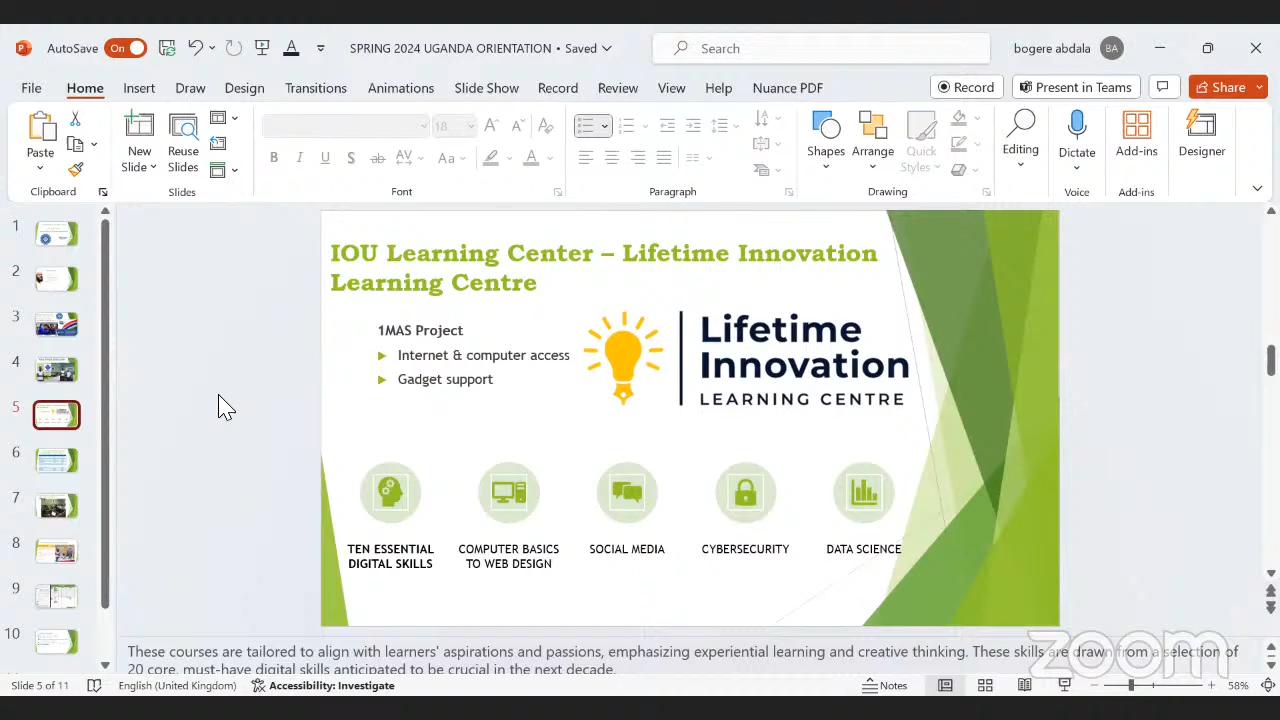 AutoSave On SPRING 2024 UGANDA ORIENTATION • Saved Search bogere abdala BA
File Home Insert Draw Design Transitions Animations Slide Show Record Review View Help Nuance PDF Record Present in Teams Share
Paste New Slide Reuse Slides 18 Shapes Arrange Quick Styles Editing Dictate Add-ins Designer
B I U S ab AV Aa A
Clipboard Slides Font Paragraph Drawing Voice Add-ins
1
2
3
4
5
6
7
8
9
10
IOU Learning Center – Lifetime Innovation
Learning Centre
1MAS Project
Internet & computer access
Gadget support
Lifetime
Innovation
LEARNING CENTRE
TEN ESSENTIAL
DIGITAL SKILLS
COMPUTER BASICS
TO WEB DESIGN
SOCIAL MEDIA
CYBERSECURITY
DATA SCIENCE
These courses are tailored to align with learners' aspirations and passions, emphasizing experiential learning and creative thinking. These skills are drawn from a selection of
20 core, must-have digital skills anticipated to be crucial in the next decade.
zoom
Slide 5 of 11 English (United Kingdom) Accessibility: Investigate Notes 58%